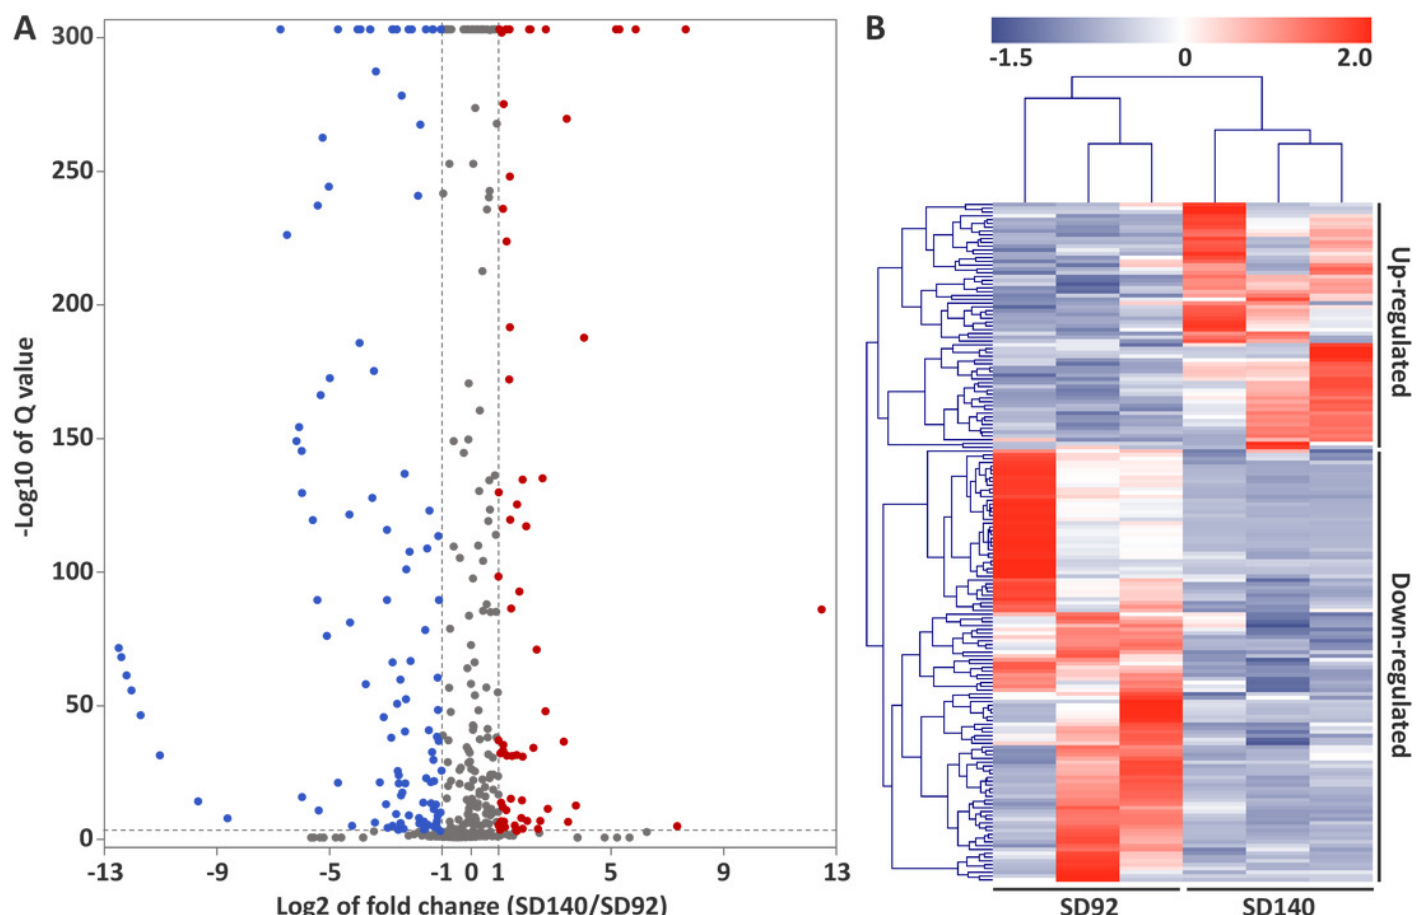 A
300
250
200
150
100
50
0
-Log10 of Q value
-13
-9
-5
-1
0
1
5
9
13
Log2 of fold change (SD140/SD92)
B
-1.5
0
2.0
Up-regulated
Down-regulated
SD92
SD140